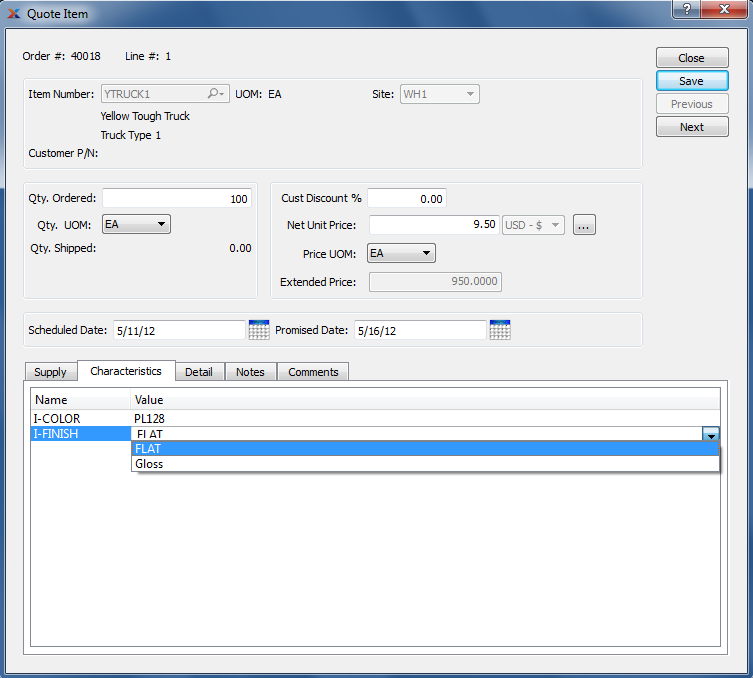 Quote Item
?
Order #: 40018 Line #: 1
Close
Save
Previous
Next
Item Number: YTRUCK1 UOM: EA Site: WH1
Yellow Tough Truck
Truck Type 1
Customer P/N:
Qty. Ordered: 100
Qty. UOM: EA
Qty. Shipped: 0.00
Cust Discount % 0.00
Net Unit Price: 9.50 USD - $ ...
Price UOM: EA
Extended Price: 950.0000
Scheduled Date: 5/11/12 Promised Date: 5/16/12
Supply Characteristics Detail Notes Comments
Name Value
I-COLOR PL128
I-FINISH FLAT
FLAT
Gloss